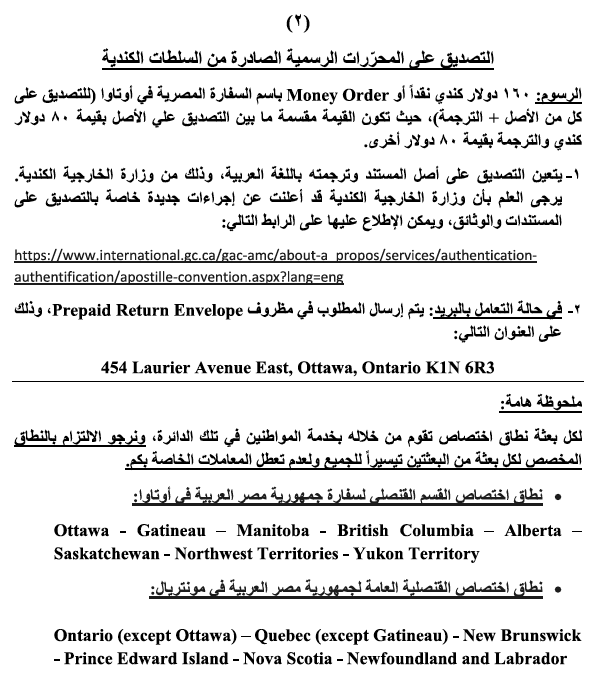 (٢)
التصديق على المحرّرات الرسمية الصادرة من السلطات الكندية
الرسوم: ١٦٠ دولار كندي نقداً أو Money Order باسم السفارة المصرية في أوتاوا (للتصديق على
كل من الأصل + الترجمة)، حيث تكون القيمة مقسمة ما بين التصديق علي الأصل بقيمة ٨٠ دولار
كندي والترجمة بقيمة ٨٠ دولار أخرى.
١- يتعين التصديق على أصل المستند وترجمته باللغة العربية، وذلك من وزارة الخارجية الكندية.
يرجى العلم بأن وزارة الخارجية الكندية قد أعلنت عن إجراءات جديدة خاصة بالتصديق على
المستندات والوثائق، ويمكن الإطلاع عليها على الرابط التالي:
https://www.international.gc.ca/gac-amc/about-a_propos/services/authentication-
authentification/apostille-convention.aspx?lang=eng
٢- في حالة التعامل بالبريد: يتم إرسال المطلوب في مظروف Prepaid Return Envelope، وذلك
على العنوان التالي:
454 Laurier Avenue East, Ottawa, Ontario K1N 6R3
ملحوظة هامة:
لكل بعثة نطاق اختصاص تقوم من خلاله بخدمة المواطنين في تلك الدائرة، ونرجو الالتزام بالنطاق
المخصص لكل بعثة من البعثتين تيسيراً للجميع ولعدم تعطل المعاملات الخاصة بكم.
• نطاق اختصاص القسم القنصلي لسفارة جمهورية مصر العربية في أوتاوا:
Ottawa - Gatineau – Manitoba - British Columbia – Alberta –
Saskatchewan - Northwest Territories - Yukon Territory
• نطاق اختصاص القنصلية العامة لجمهورية مصر العربية في مونتريال:
Ontario (except Ottawa) – Quebec (except Gatineau) - New Brunswick
- Prince Edward Island - Nova Scotia - Newfoundland and Labrador